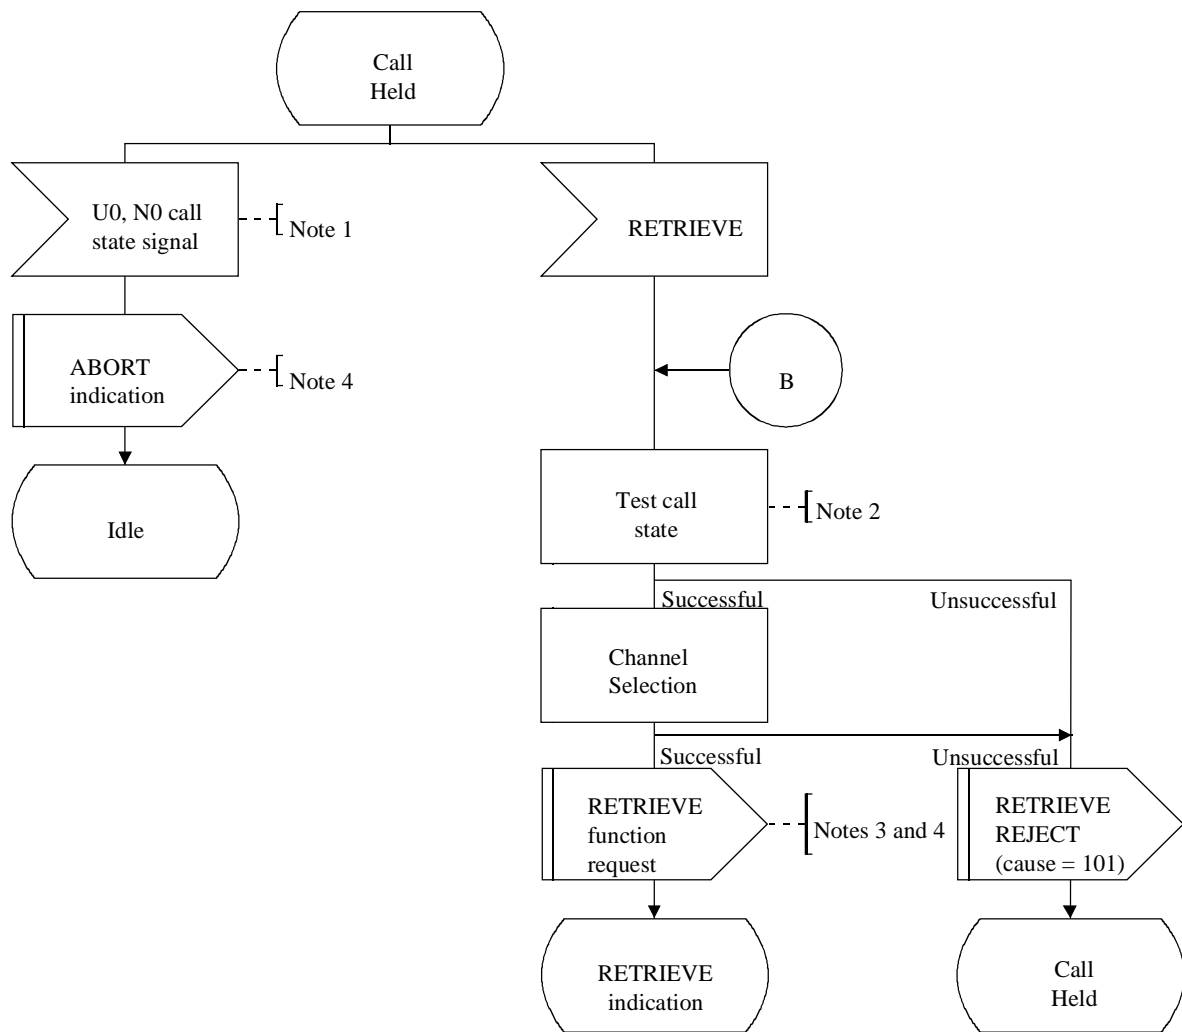 Call
Held
U0, N0 call
state signal
Note 1
RETRIEVE
ABORT
indication
Note 4
B
Idle
Test call
state
Note 2
Successful
Unsuccessful
Channel
Selection
Successful
Unsuccessful
RETRIEVE
function
request
Notes 3 and 4
RETRIEVE
REJECT
(cause = 101)
RETRIEVE
indication
Call
Held